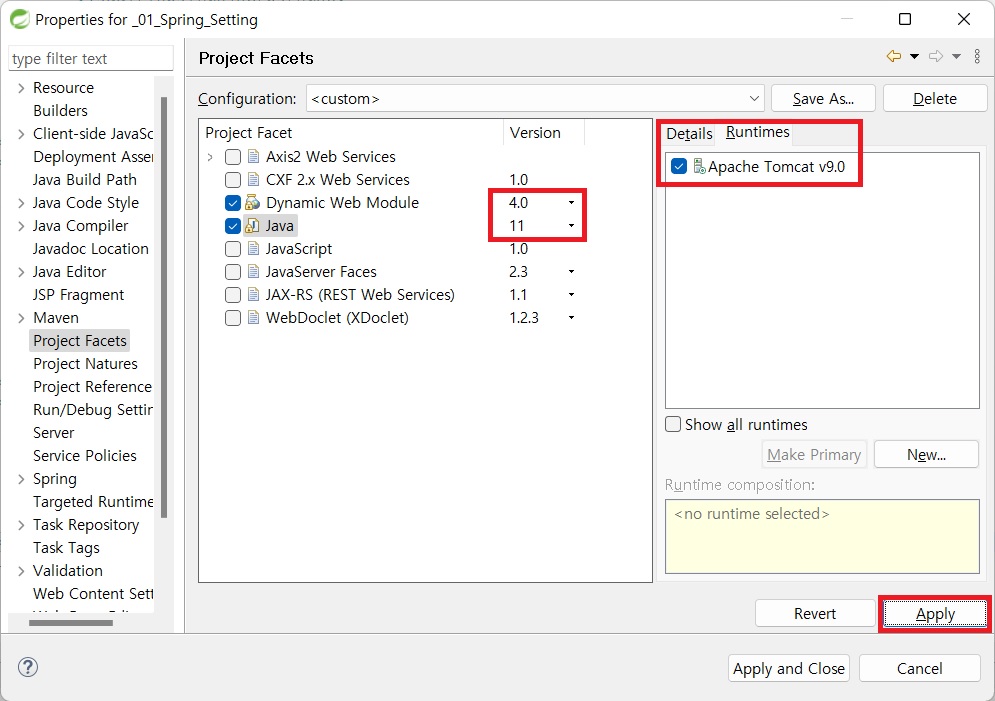 Properties for _01_Spring_Setting
type filter text
Resource
Builders
Client-side JavaSc
Deployment Asser
Java Build Path
Java Code Style
Java Compiler
Javadoc Location
Java Editor
JSP Fragment
Maven
Project Facets
Project Natures
Project Reference
Run/Debug Settin
Server
Service Policies
Spring
Targeted Runtime
Task Repository
Task Tags
Validation
Web Content Sett
Project Facets
Configuration: <custom> Save As... Delete
Project Facet Version
Axis2 Web Services
CXF 2.x Web Services 1.0
Dynamic Web Module 4.0
Java 11
JavaScript 1.0
JavaServer Faces 2.3
JAX-RS (REST Web Services) 1.1
WebDoclet (XDoclet) 1.2.3
Details Runtimes
Apache Tomcat v9.0
Show all runtimes
Make Primary New...
Runtime composition:
<no runtime selected>
Revert Apply
? Apply and Close Cancel